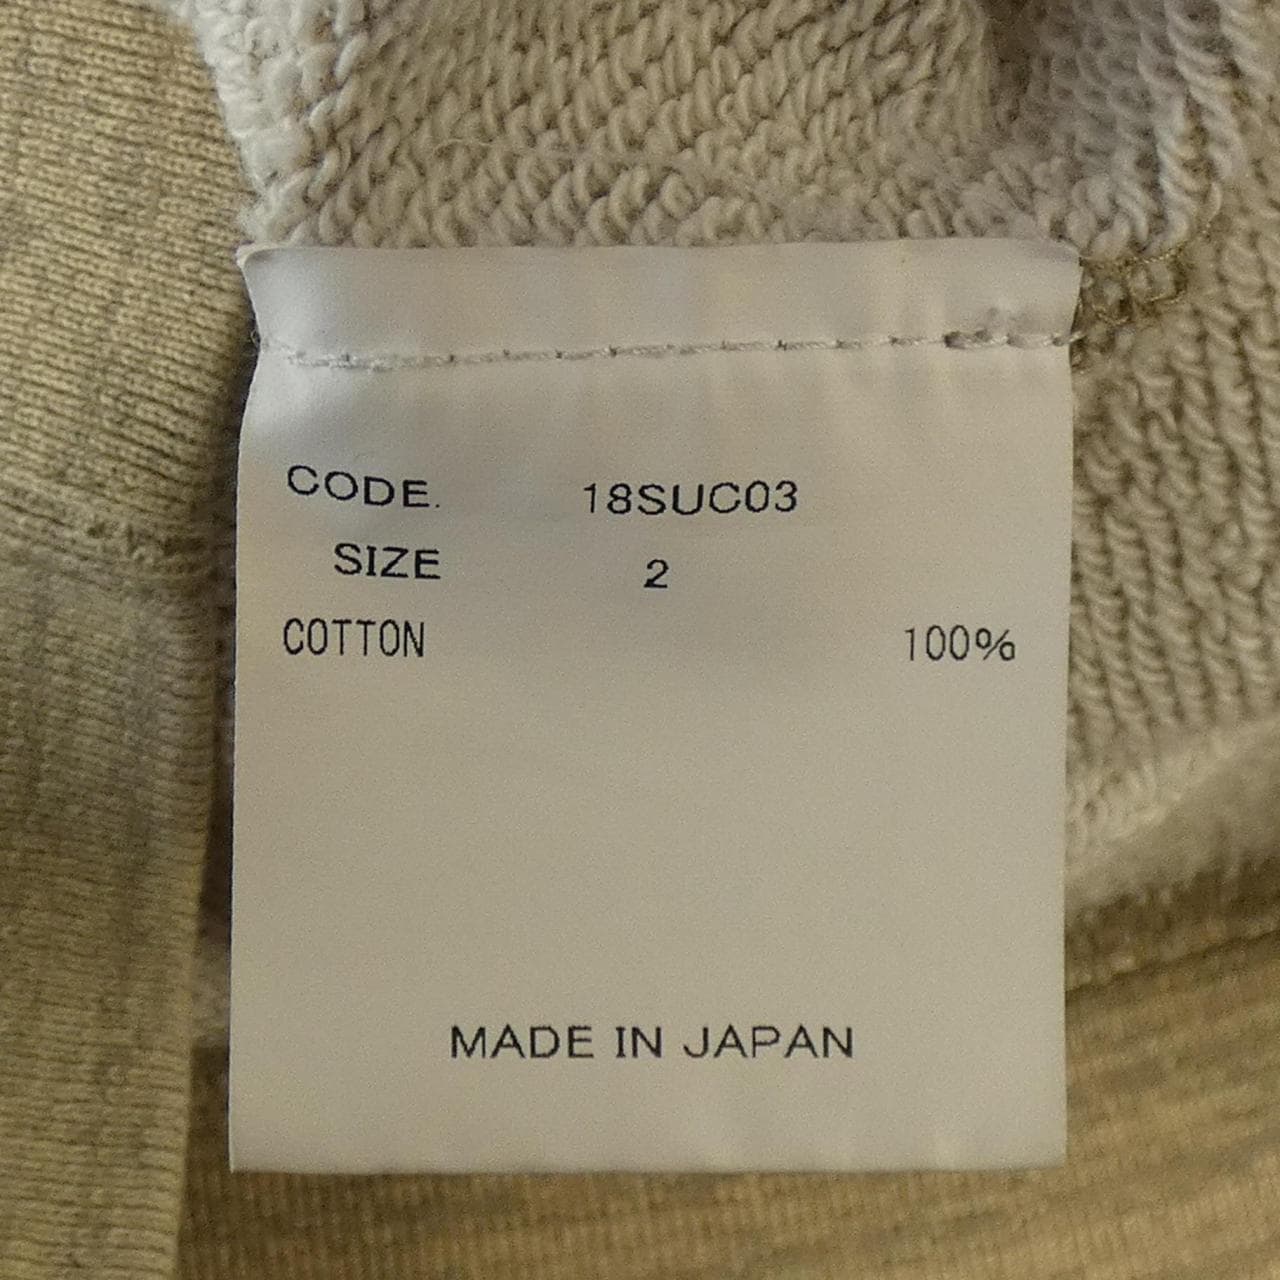 CODE. 18SUC03
SIZE 2
COTTON 100%
MADE IN JAPAN